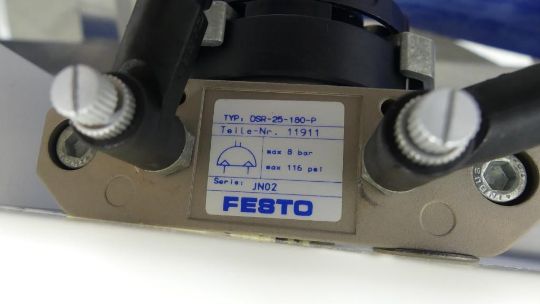 TYP: DSR-25-180-P
Teile-Nr. 11911
max 8 bar
max 116 psi
Serie: JN02
FESTO